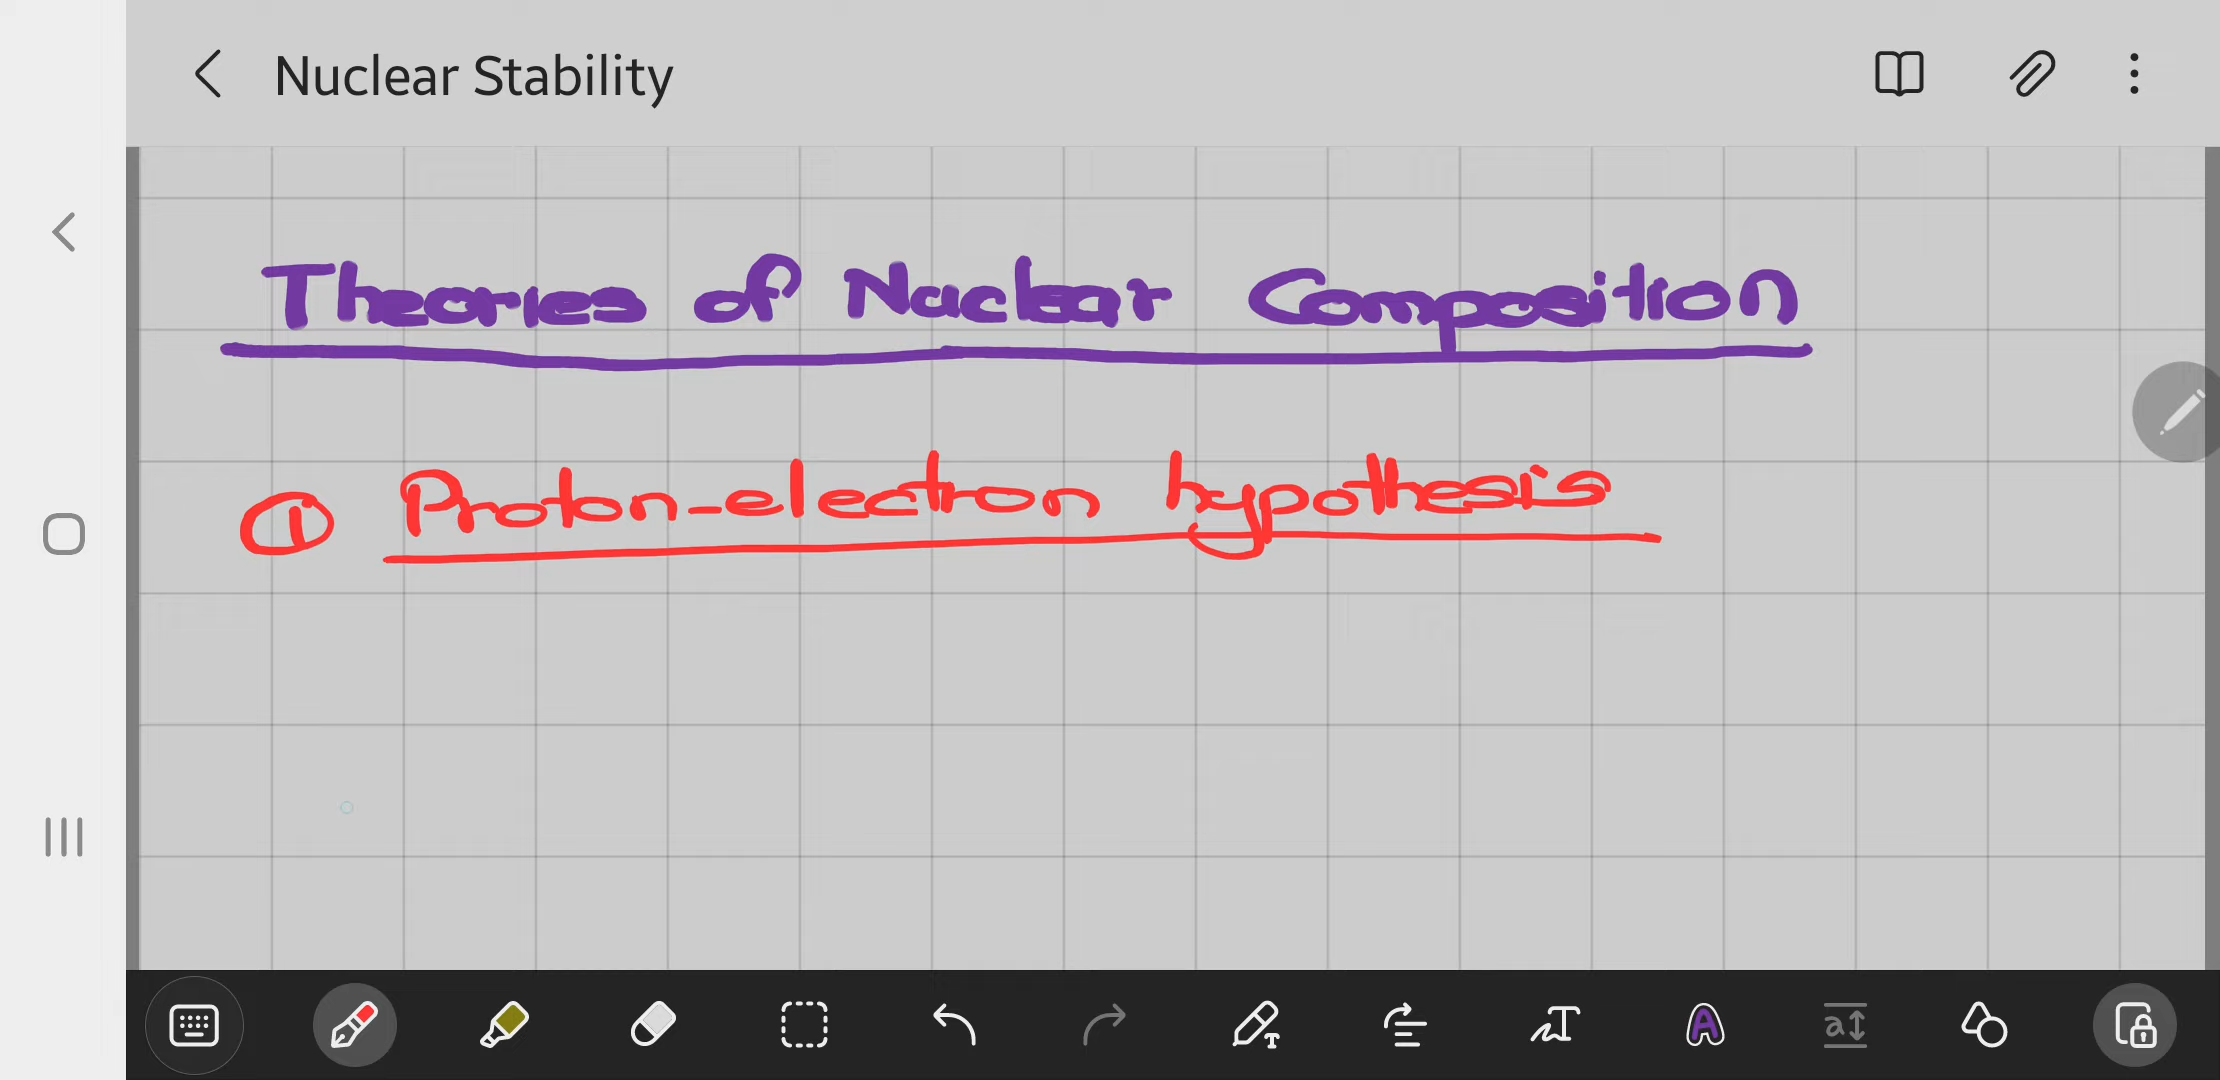 Nuclear Stability
Theories of Nuclear Composition
① Proton-electron hypothesis